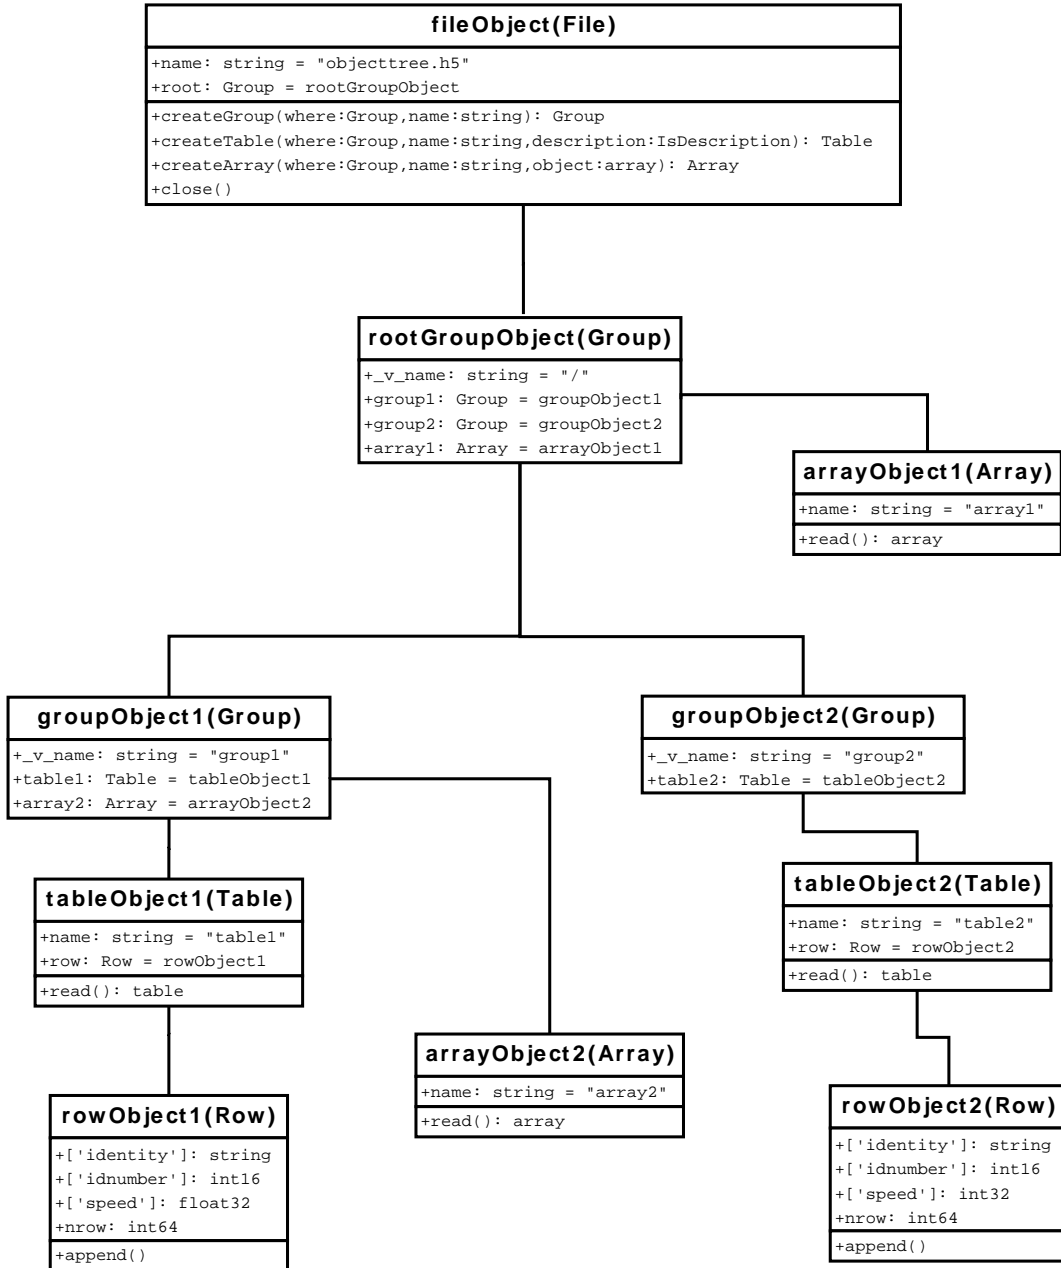 fileObject(File)
+name: string = "objecttree.h5"
+root: Group = rootGroupObject
+createGroup(where:Group,name:string): Group
+createTable(where:Group,name:string,description:IsDescription): Table
+createArray(where:Group,name:string,object:array): Array
+close()
rootGroupObject(Group)
+_v_name: string = "/"
+group1: Group = groupObject1
+group2: Group = groupObject2
+array1: Array = arrayObject1
arrayObject1(Array)
+name: string = "array1"
+read(): array
groupObject1(Group)
+_v_name: string = "group1"
+table1: Table = tableObject1
+array2: Array = arrayObject2
groupObject2(Group)
+_v_name: string = "group2"
+table2: Table = tableObject2
tableObject1(Table)
+name: string = "table1"
+row: Row = rowObject1
+read(): table
tableObject2(Table)
+name: string = "table2"
+row: Row = rowObject2
+read(): table
arrayObject2(Array)
+name: string = "array2"
+read(): array
rowObject1(Row)
+['identity']: string
+['idnumber']: int16
+['speed']: float32
+nrow: int64
+append()
rowObject2(Row)
+['identity']: string
+['idnumber']: int16
+['speed']: int32
+nrow: int64
+append()